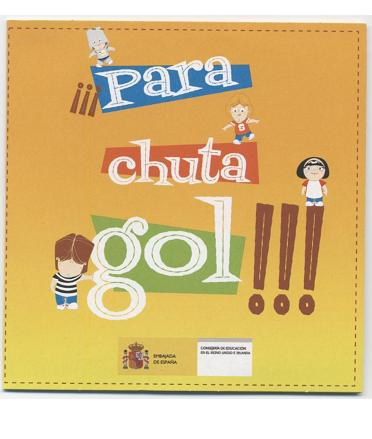 ¡¡¡Para
chuta
gol!!!
EMBAJADA
DE ESPAÑA
CONSEJERÍA DE EDUCACIÓN
EN EL REINO UNIDO E IRLANDA